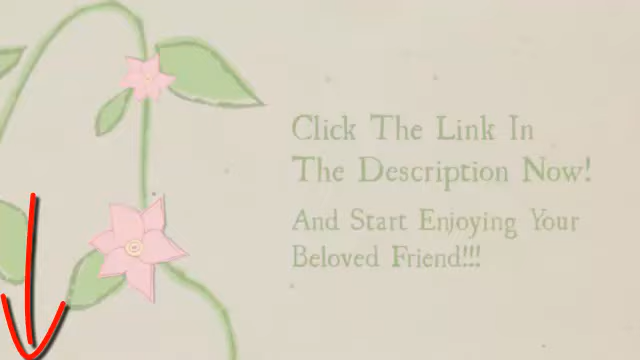 Click The Link In
The Description Now!
And Start Enjoying Your
Beloved Friend!!!